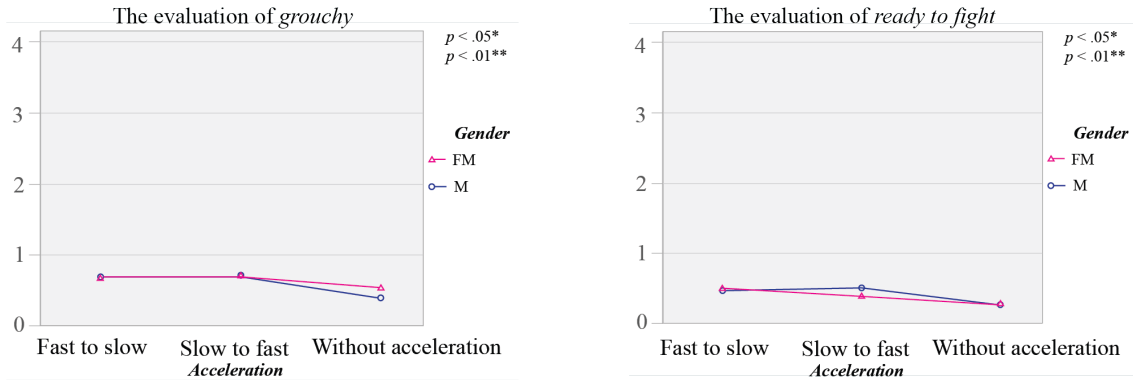 The evaluation of grouchy
p < .05*
p < .01**
4
3
2
1
0
Gender
FM
M
Fast to slow
Slow to fast
Without acceleration
Acceleration
The evaluation of ready to fight
p < .05*
p < .01**
4
3
2
1
0
Gender
FM
M
Fast to slow
Slow to fast
Without acceleration
Acceleration